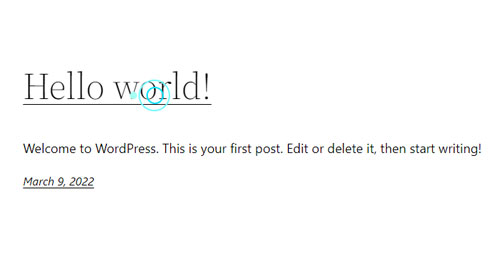 Hello world!
Welcome to WordPress. This is your first post. Edit or delete it, then start writing!
March 9, 2022